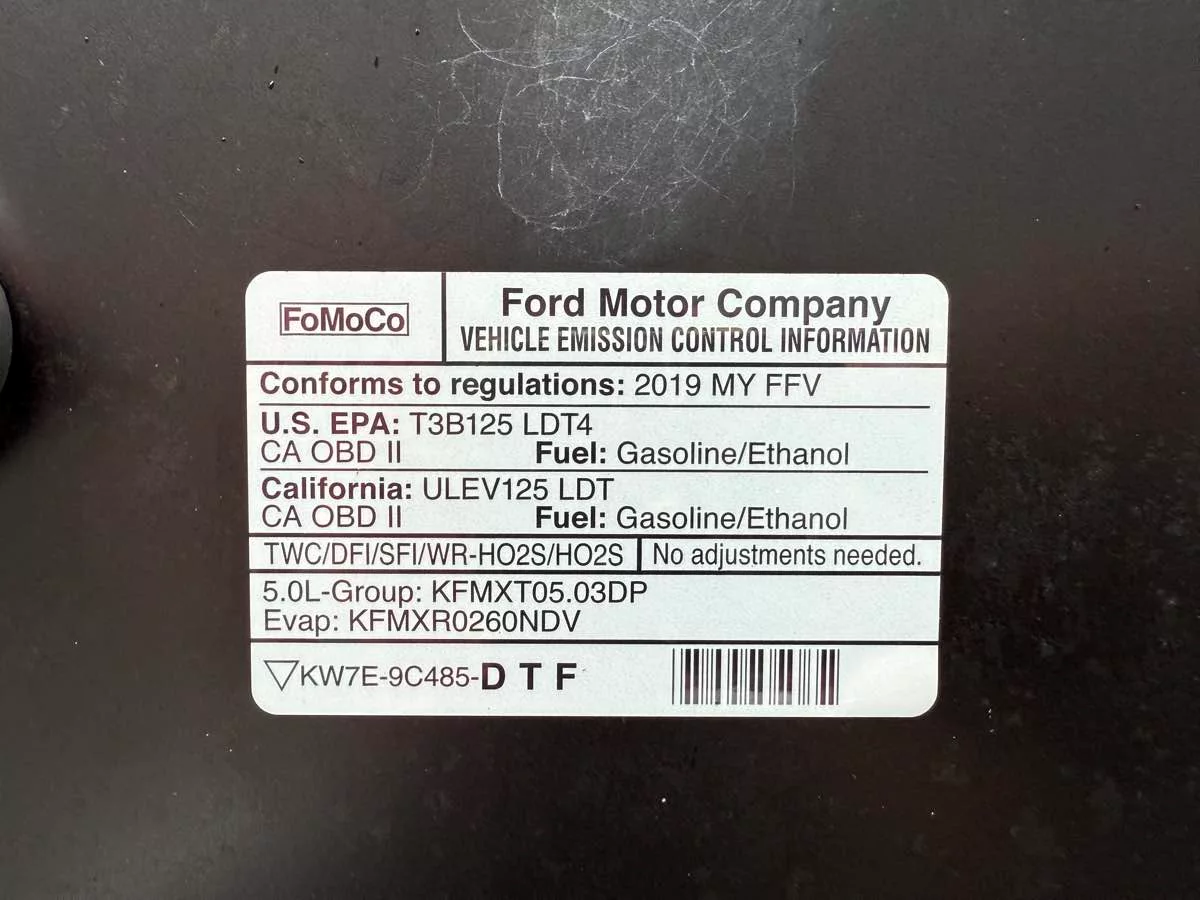 FoMoCo
Ford Motor Company
VEHICLE EMISSION CONTROL INFORMATION
Conforms to regulations: 2019 MY FFV
U.S. EPA: T3B125 LDT4
CA OBD II Fuel: Gasoline/Ethanol
California: ULEV125 LDT
CA OBD II Fuel: Gasoline/Ethanol
TWC/DFI/SFI/WR-HO2S/HO2S No adjustments needed.
5.0L-Group: KFMXT05.03DP
Evap: KFMXR0260NDV
KW7E-9C485-D T F